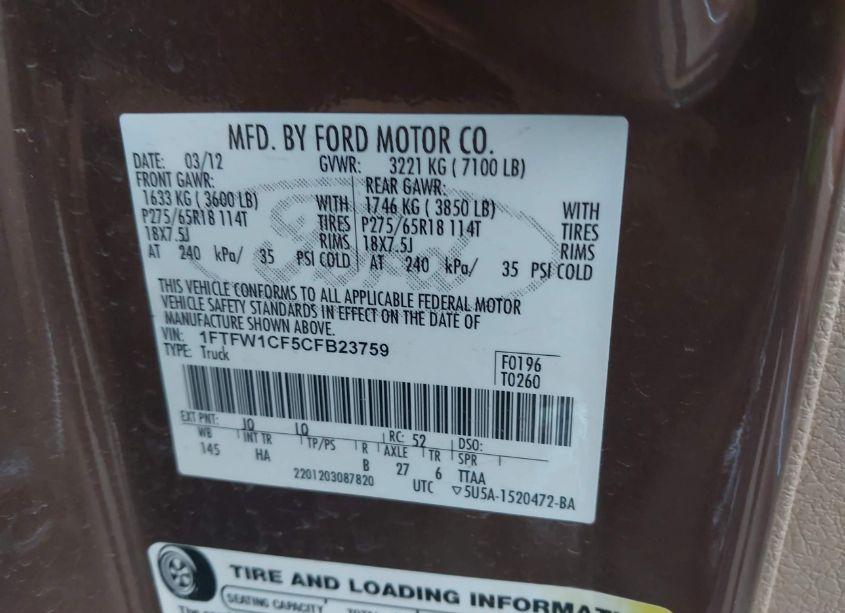 MFD. BY FORD MOTOR CO.
DATE: 03/12 GVWR: 3221 KG ( 7100 LB)
FRONT GAWR: REAR GAWR:
1633 KG ( 3600 LB) WITH 1746 KG ( 3850 LB) WITH
P275/65R18 114T TIRES P275/65R18 114T TIRES
18X7.5J RIMS 18X7.5J RIMS
AT 240 kPa/ 35 PSI COLD AT 240 kPa/ 35 PSI COLD
Ford
THIS VEHICLE CONFORMS TO ALL APPLICABLE FEDERAL MOTOR
VEHICLE SAFETY STANDARDS IN EFFECT ON THE DATE OF
MANUFACTURE SHOWN ABOVE.
VIN: 1FTFW1CF5CFB23759
TYPE: Truck
F0196
T0260
EXT PNT: JQ LQ RC: 52 DSO:
WB INT TR TP/PS R AXLE TR SPR
145 HA B 27 6 TTAA
2201203087820 UTC ▽5U5A-1520472-BA
TIRE AND LOADING INFORMAT
SEATING CAPACITY